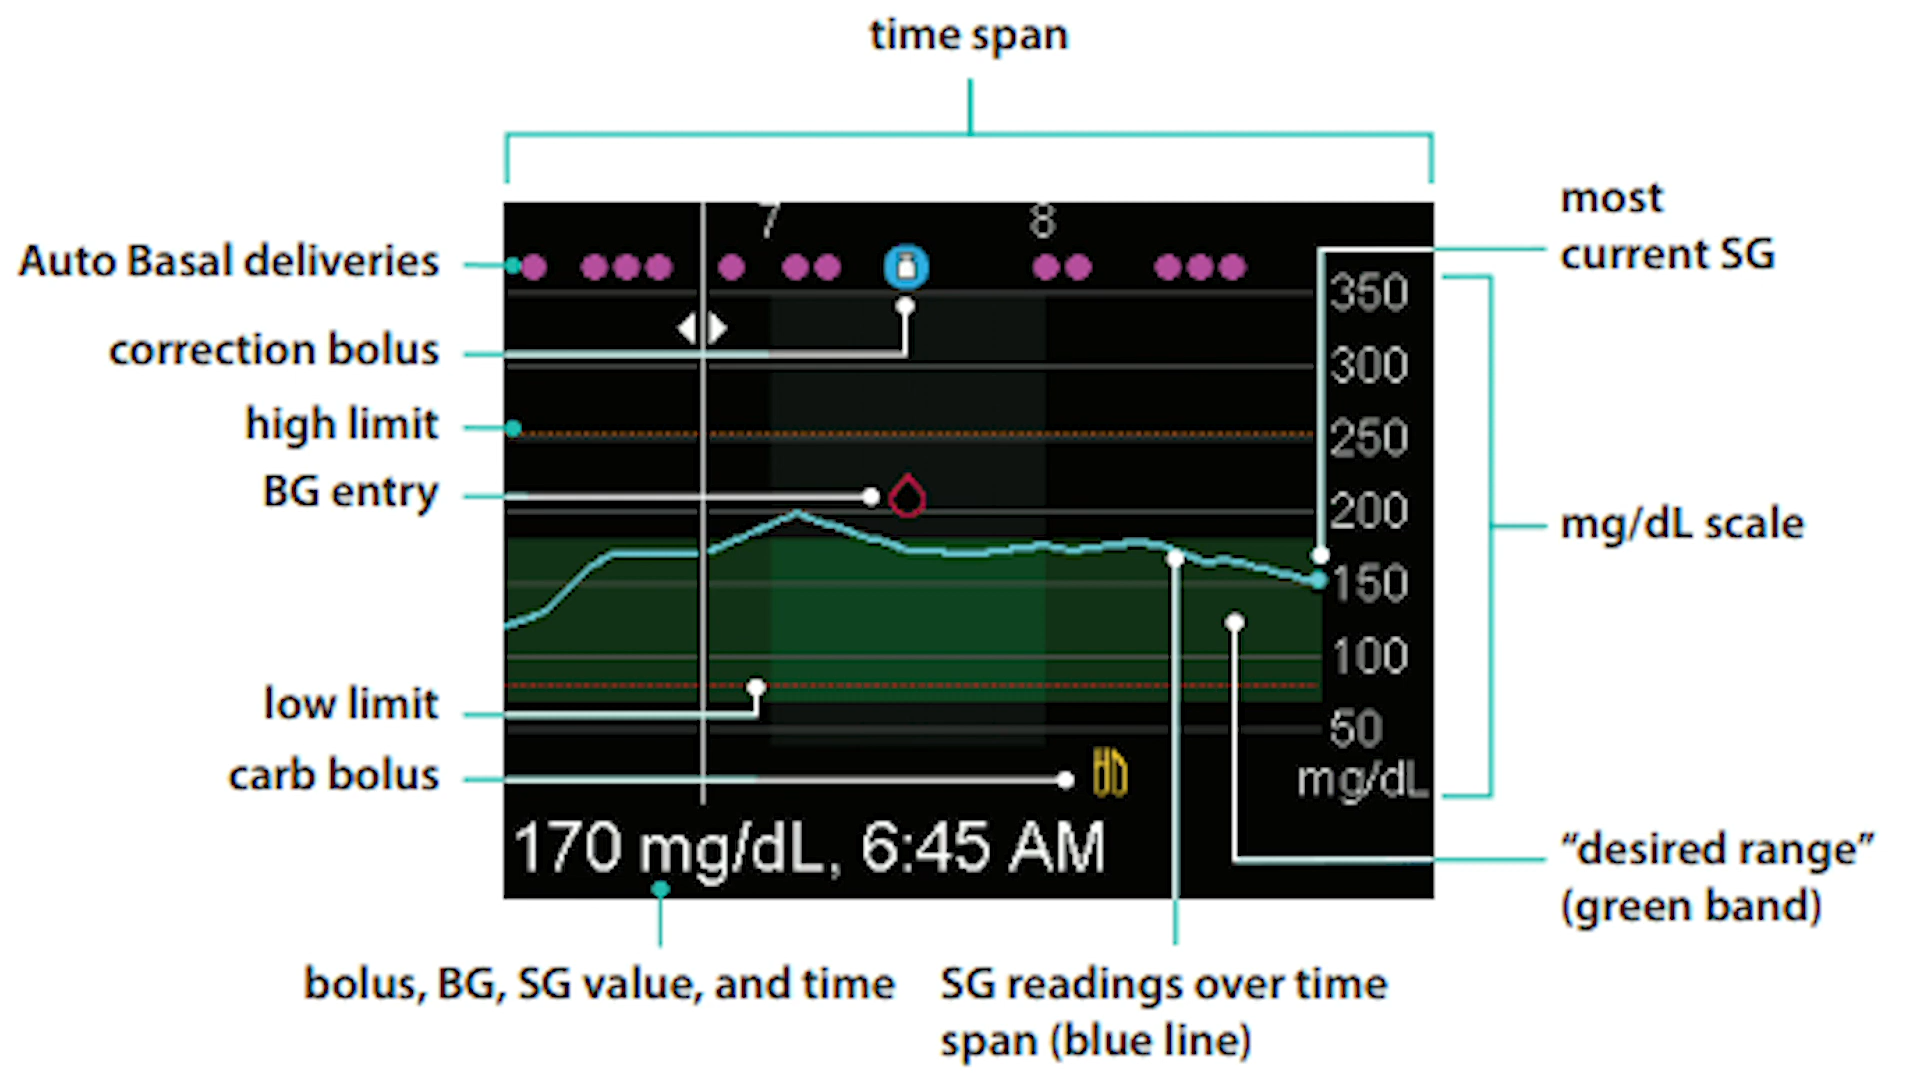 time span
most
current SG
7
8
Auto Basal deliveries
350
correction bolus
300
high limit
250
BG entry
200
mg/dL scale
150
100
low limit
50
carb bolus
mg/dL
170 mg/dL, 6:45 AM
“desired range”
(green band)
bolus, BG, SG value, and time
SG readings over time
span (blue line)